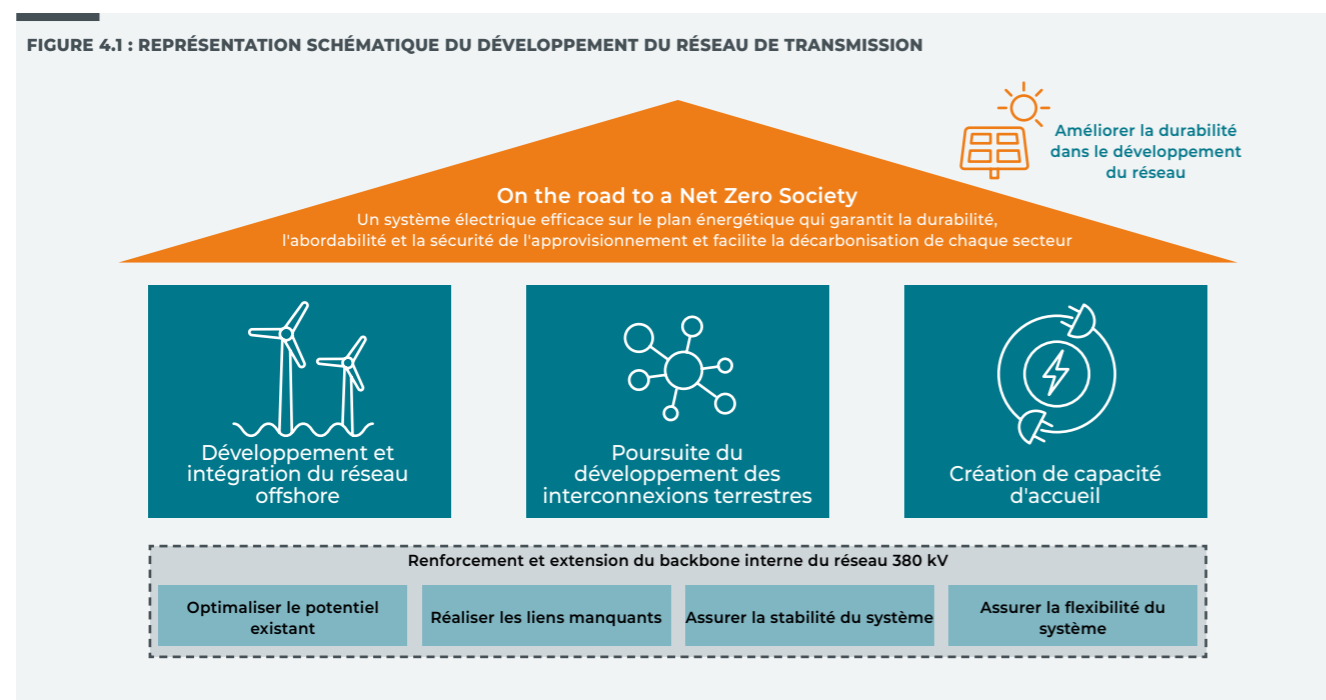 FIGURE 4.1 : REPRÉSENTATION SCHÉMATIQUE DU DÉVELOPPEMENT DU RÉSEAU DE TRANSMISSION
Améliorer la durabilité
dans le développement
du réseau
On the road to a Net Zero Society
Un système électrique efficace sur le plan énergétique qui garantit la durabilité,
l'abordabilité et la sécurité de l'approvisionnement et facilite la décarbonisation de chaque secteur
Développement et
intégration du réseau
offshore
Poursuite du
développement des
interconnexions terrestres
Création de capacité
d'accueil
Renforcement et extension du backbone interne du réseau 380 kV
Optimaliser le potentiel
existant
Réaliser les liens manquants
Assurer la stabilité du système
Assurer la flexibilité du
système